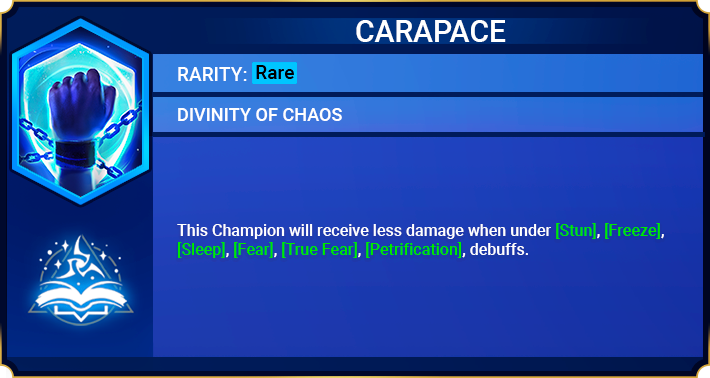 CARAPACE
RARITY: Rare
DIVINITY OF CHAOS
This Champion will receive less damage when under [Stun], [Freeze],
[Sleep], [Fear], [True Fear], [Petrification], debuffs.